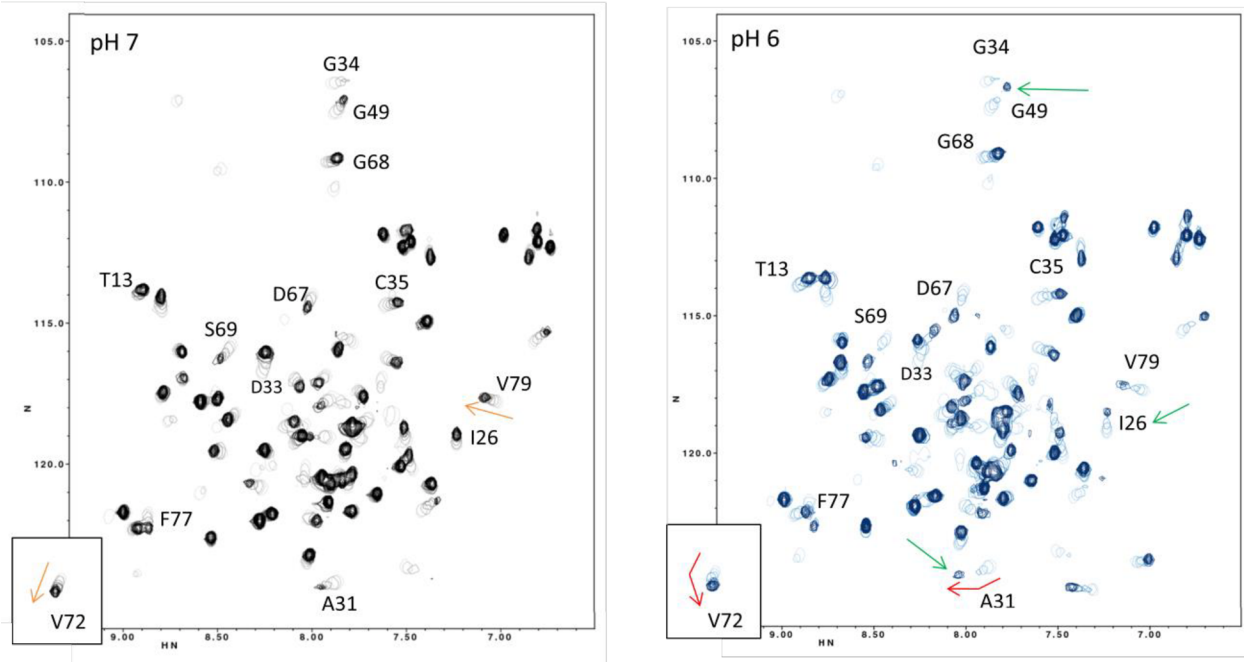 pH 7
105.0
G34
G49
G68
110.0
T13
D67
C35
115.0
S69
D33
V79
N
I26
120.0
F77
V72
A31
9.00 8.50 8.00 7.50 7.00
HN
pH 6
105.0
G34
G49
G68
110.0
T13
C35
D67
115.0
S69
V79
D33
N
I26
120.0
F77
V72
A31
9.00 8.50 8.00 7.50 7.00
HN